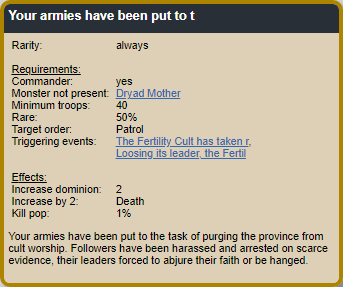 Your armies have been put to t
Rarity: always
Requirements:
Commander: yes
Monster not present: Dryad Mother
Minimum troops: 40
Rare: 50%
Target order: Patrol
Triggering events: The Fertility Cult has taken r,
Loosing its leader, the Fertil
Effects:
Increase dominion: 2
Increase by 2: Death
Kill pop: 1%
Your armies have been put to the task of purging the province from
cult worship. Followers have been harassed and arrested on scarce
evidence, their leaders forced to abjure their faith or be hanged.